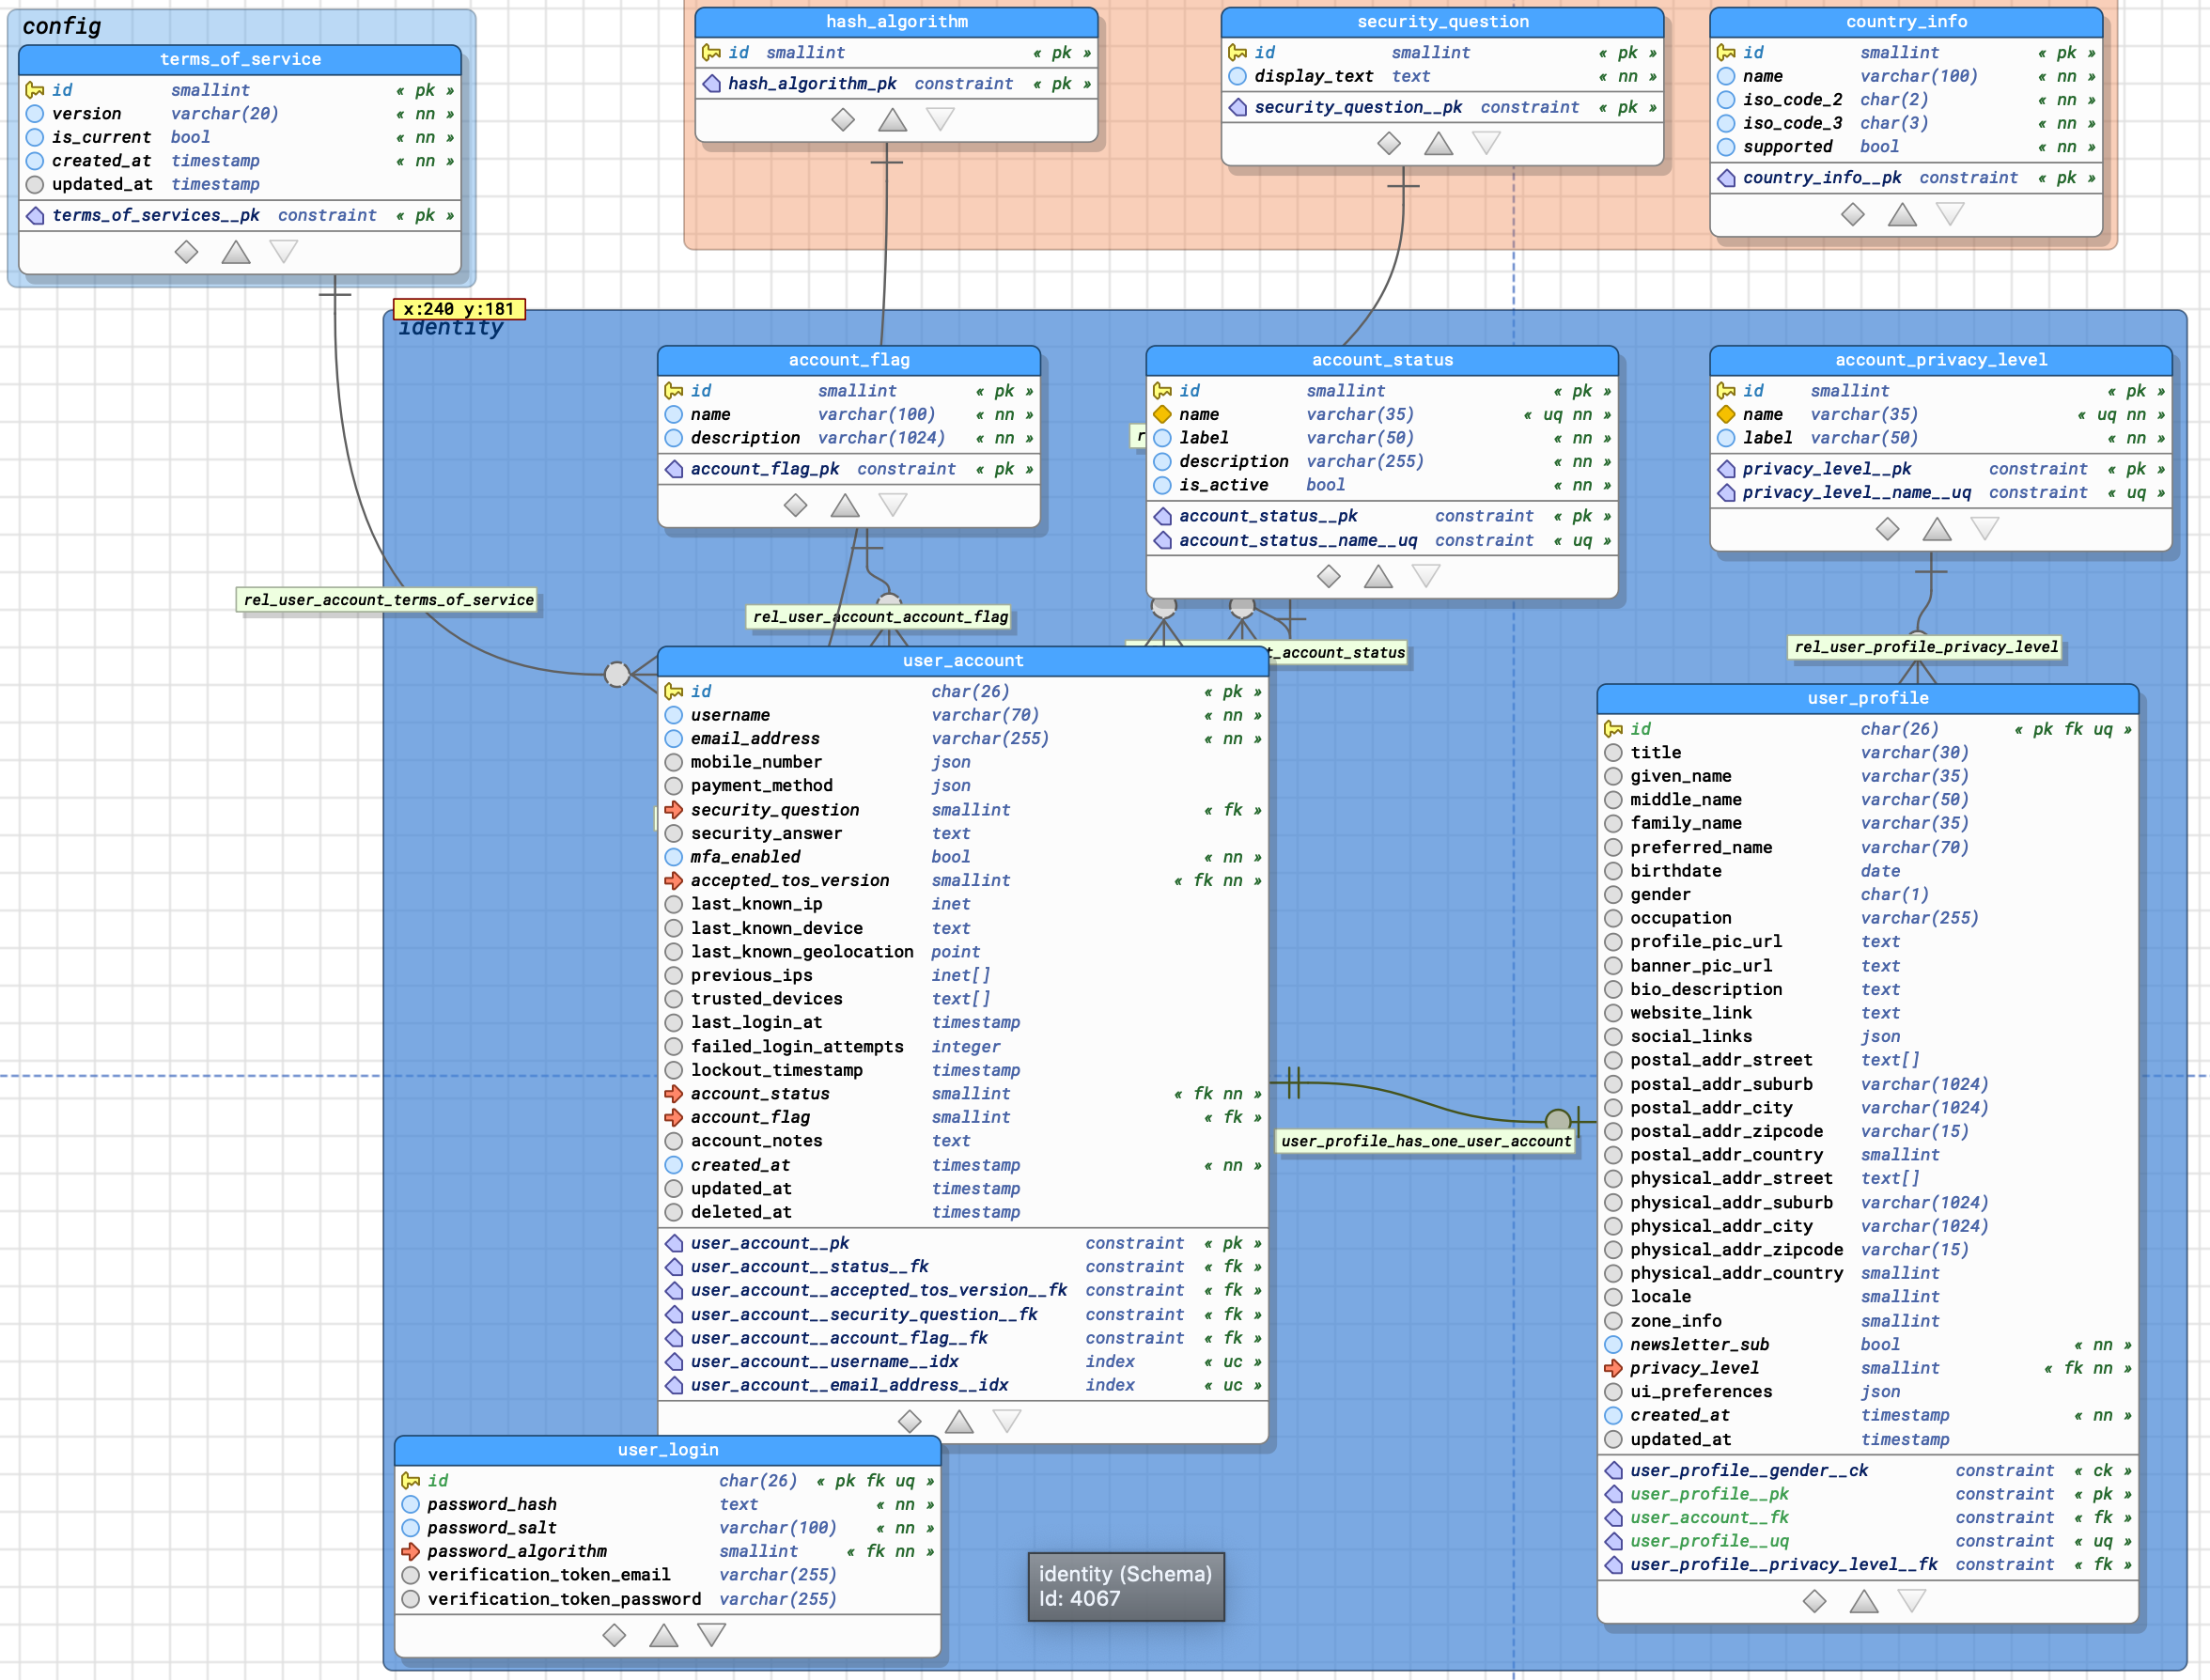 config
terms_of_service
id smallint « pk »
version varchar(20) « nn »
is_current bool « nn »
created_at timestamp « nn »
updated_at timestamp
terms_of_services__pk constraint « pk »
hash_algorithm
id smallint « pk »
hash_algorithm_pk constraint « pk »
security_question
id smallint « pk »
display_text text « nn »
security_question__pk constraint « pk »
country_info
id smallint « pk »
name varchar(100) « nn »
iso_code_2 char(2) « nn »
iso_code_3 char(3) « nn »
supported bool « nn »
country_info__pk constraint « pk »
x:240 y:181
identity
account_flag
id smallint « pk »
name varchar(100) « nn »
description varchar(1024) « nn »
account_flag_pk constraint « pk »
account_status
id smallint « pk »
name varchar(35) « uq nn »
label varchar(50) « nn »
description varchar(255) « nn »
is_active bool « nn »
account_status__pk constraint « pk »
account_status__name__uq constraint « uq »
account_privacy_level
id smallint « pk »
name varchar(35) « uq nn »
label varchar(50) « nn »
privacy_level__pk constraint « pk »
privacy_level__name__uq constraint « uq »
rel_user_account_terms_of_service
rel_user_account_account_flag
t_account_status
rel_user_profile_privacy_level
user_account
id char(26) « pk »
username varchar(70) « nn »
email_address varchar(255) « nn »
mobile_number json
payment_method json
security_question smallint « fk »
security_answer text
mfa_enabled bool « nn »
accepted_tos_version smallint « fk nn »
last_known_ip inet
last_known_device text
last_known_geolocation point
previous_ips inet[]
trusted_devices text[]
last_login_at timestamp
failed_login_attempts integer
lockout_timestamp timestamp
account_status smallint « fk nn »
account_flag smallint « fk »
account_notes text
created_at timestamp « nn »
updated_at timestamp
deleted_at timestamp
user_account__pk constraint « pk »
user_account__status__fk constraint « fk »
user_account__accepted_tos_version__fk constraint « fk »
user_account__security_question__fk constraint « fk »
user_account__account_flag__fk constraint « fk »
user_account__username__idx index « uc »
user_account__email_address__idx index « uc »
user_profile_has_one_user_account
user_profile
id char(26) « pk fk uq »
title varchar(30)
given_name varchar(35)
middle_name varchar(50)
family_name varchar(35)
preferred_name varchar(70)
birthdate date
gender char(1)
occupation varchar(255)
profile_pic_url text
banner_pic_url text
bio_description text
website_link text
social_links json
postal_addr_street text[]
postal_addr_suburb varchar(1024)
postal_addr_city varchar(1024)
postal_addr_zipcode varchar(15)
postal_addr_country smallint
physical_addr_street text[]
physical_addr_suburb varchar(1024)
physical_addr_city varchar(1024)
physical_addr_zipcode varchar(15)
physical_addr_country smallint
locale smallint
zone_info smallint
newsletter_sub bool « nn »
privacy_level smallint « fk nn »
ui_preferences json
created_at timestamp « nn »
updated_at timestamp
user_profile__gender__ck constraint « ck »
user_profile__pk constraint « pk »
user_account__fk constraint « fk »
user_profile__uq constraint « uq »
user_profile__privacy_level__fk constraint « fk »
user_login
id char(26) « pk fk uq »
password_hash text « nn »
password_salt varchar(100) « nn »
password_algorithm smallint « fk nn »
verification_token_email varchar(255)
verification_token_password varchar(255)
identity (Schema)
Id: 4067